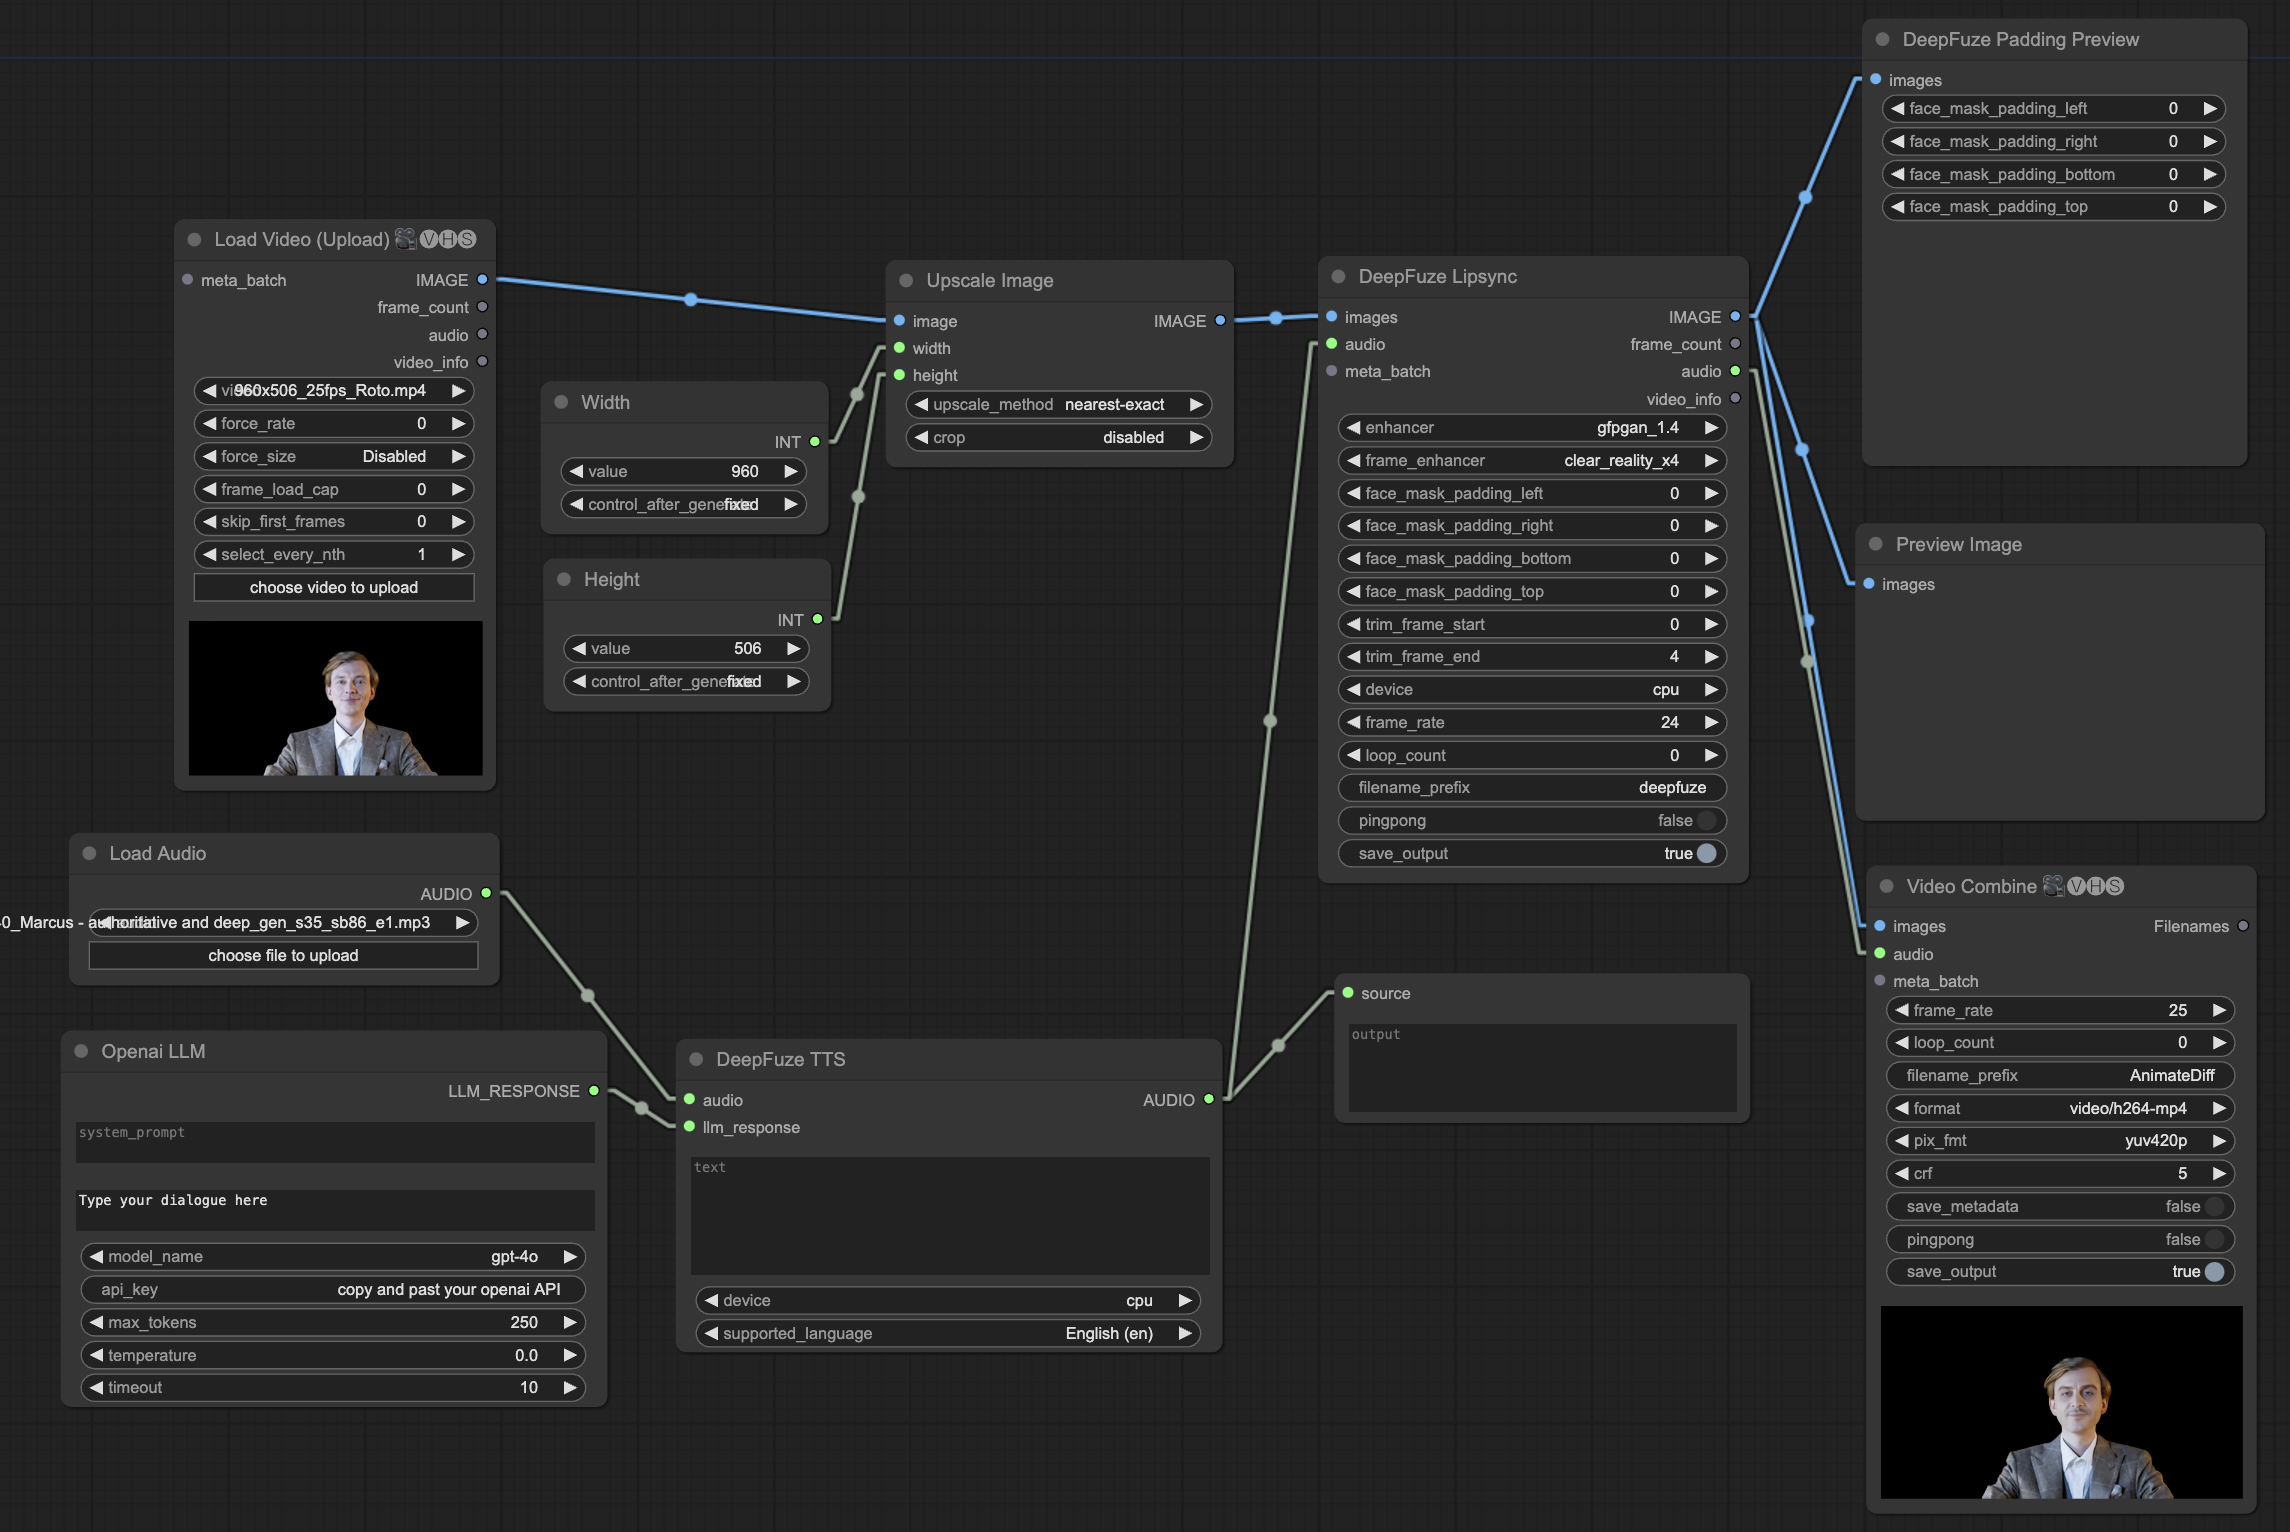 DeepFuze Padding Preview
images
face_mask_padding_left 0
face_mask_padding_right 0
face_mask_padding_bottom 0
face_mask_padding_top 0
Load Video (Upload) 🎥🅥🅗🅢
meta_batch IMAGE
frame_count
audio
video_info
960x506_25fps_Roto.mp4
force_rate 0
force_size Disabled
frame_load_cap 0
skip_first_frames 0
select_every_nth 1
choose video to upload
Width
INT
value 960
control_after_generate fixed
Height
INT
value 506
control_after_generate fixed
Upscale Image
image IMAGE
width
height
upscale_method nearest-exact
crop disabled
DeepFuze Lipsync
images IMAGE
audio frame_count
meta_batch audio
video_info
enhancer gfpgan_1.4
frame_enhancer clear_reality_x4
face_mask_padding_left 0
face_mask_padding_right 0
face_mask_padding_bottom 0
face_mask_padding_top 0
trim_frame_start 0
trim_frame_end 4
device cpu
frame_rate 24
loop_count 0
filename_prefix deepfuze
pingpong false
save_output true
Preview Image
images
Load Audio
AUDIO
0_Marcus - authoritative and deep_gen_s35_sb86_e1.mp3
choose file to upload
Openai LLM
LLM_RESPONSE
system_prompt
Type your dialogue here
model_name gpt-4o
api_key copy and past your openai API
max_tokens 250
temperature 0.0
timeout 10
DeepFuze TTS
audio AUDIO
llm_response
text
device cpu
supported_language English (en)
source
output
Video Combine 🎥🅥🅗🅢
images Filenames
audio
meta_batch
frame_rate 25
loop_count 0
filename_prefix AnimateDiff
format video/h264-mp4
pix_fmt yuv420p
crf 5
save_metadata false
pingpong false
save_output true